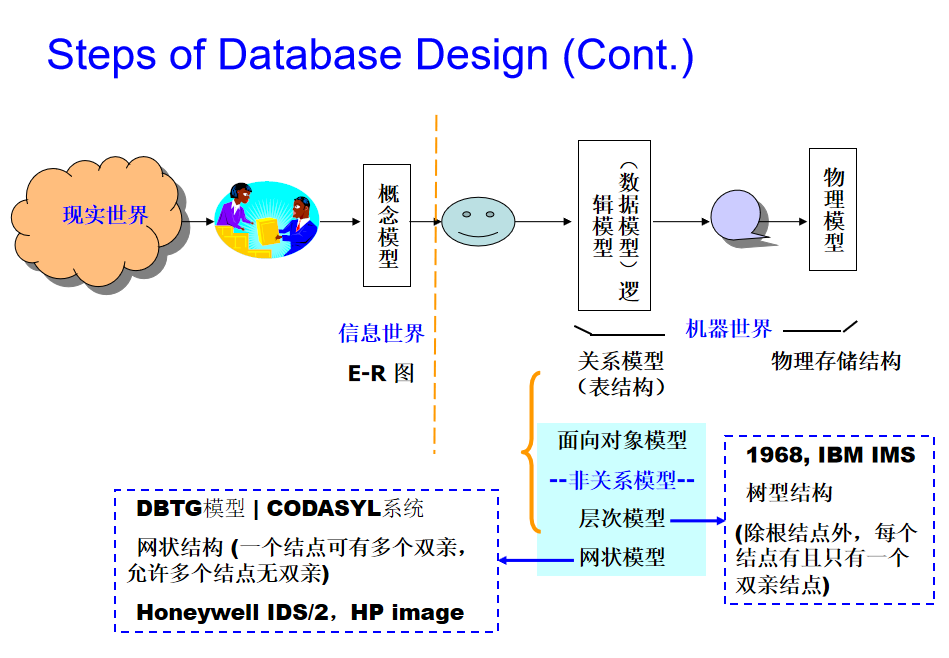 Steps of Database Design (Cont.)
现实世界
概念模型
（数据模型）逻
辑模型
物理模型
信息世界
机器世界
E-R 图
关系模型
（表结构）
物理存储结构
面向对象模型
--非关系模型--
层次模型
网状模型
1968, IBM IMS
树型结构
(除根结点外，每个
结点有且只有一个
双亲结点)
DBTG模型 | CODASYL系统
网状结构 (一个结点可有多个双亲，
允许多个结点无双亲)
Honeywell IDS/2，HP image